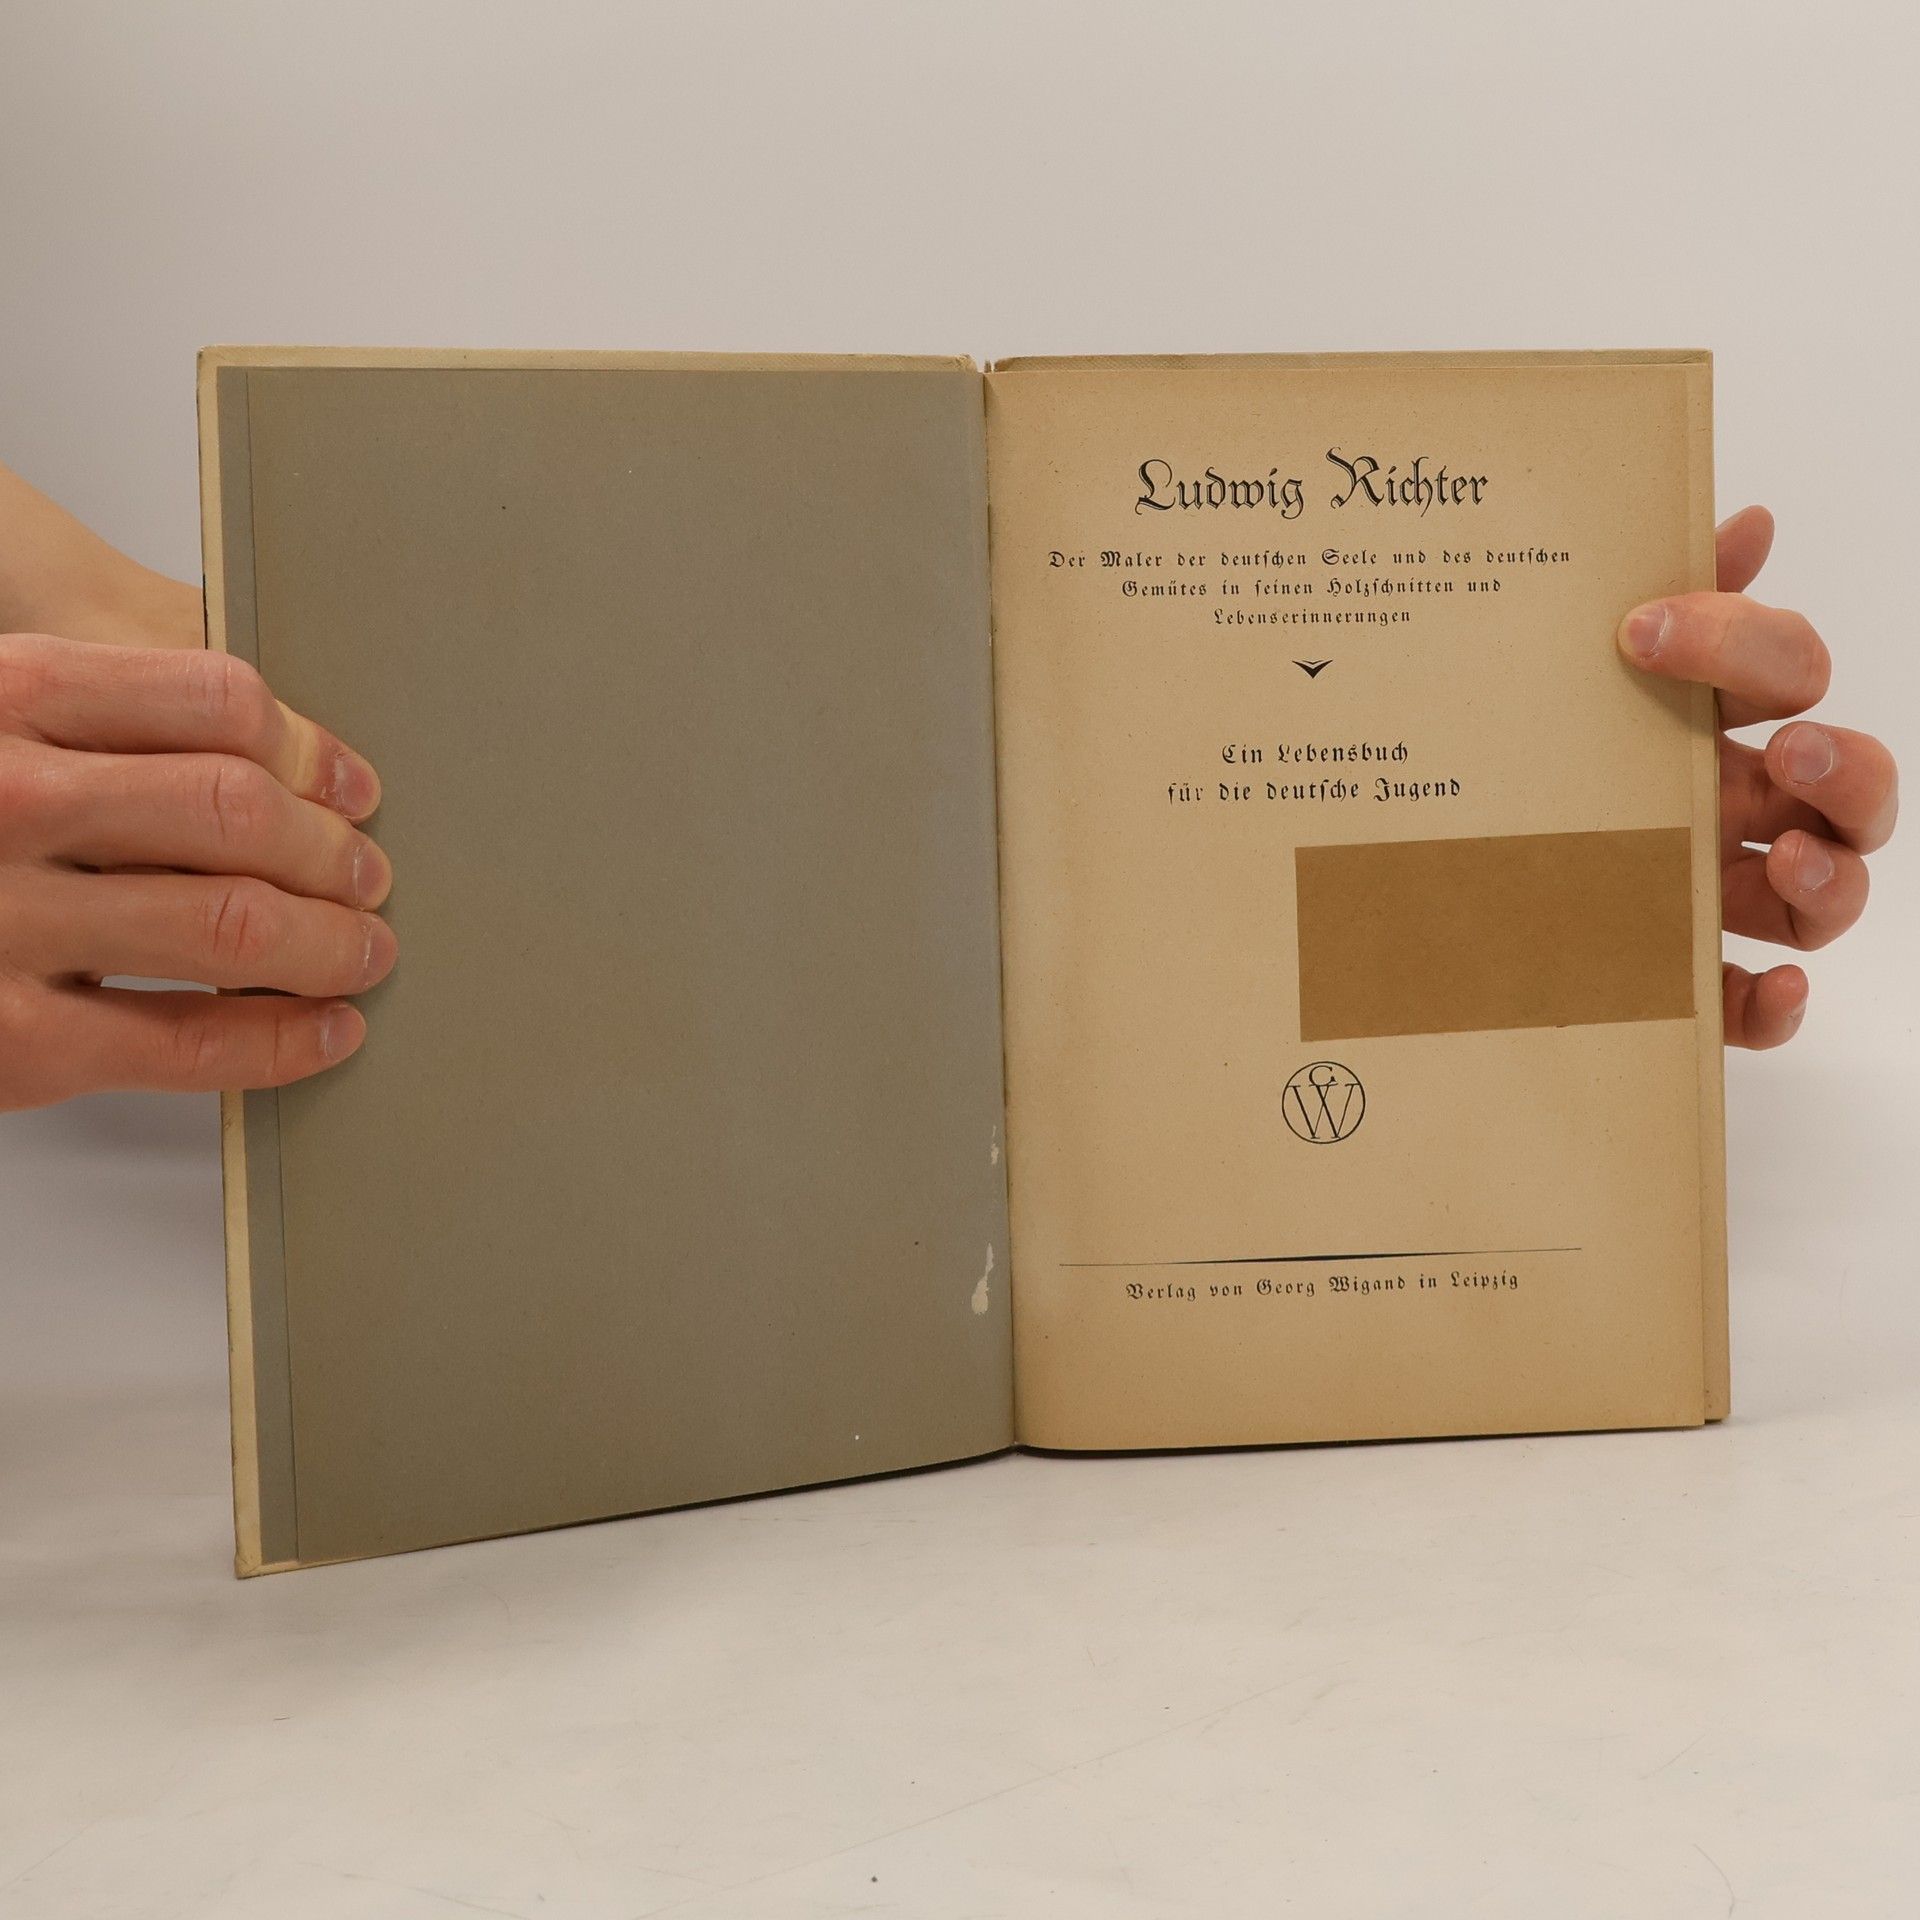 Ludwig Richter
Der Maler der deutſchen Seele und des deutſchen
Gemütes in ſeinen Holzſchnitten und
Lebenserinnerungen
Ein Lebensbuch
für die deutſche Jugend
GW
Verlag von Georg Wigand in Leipzig